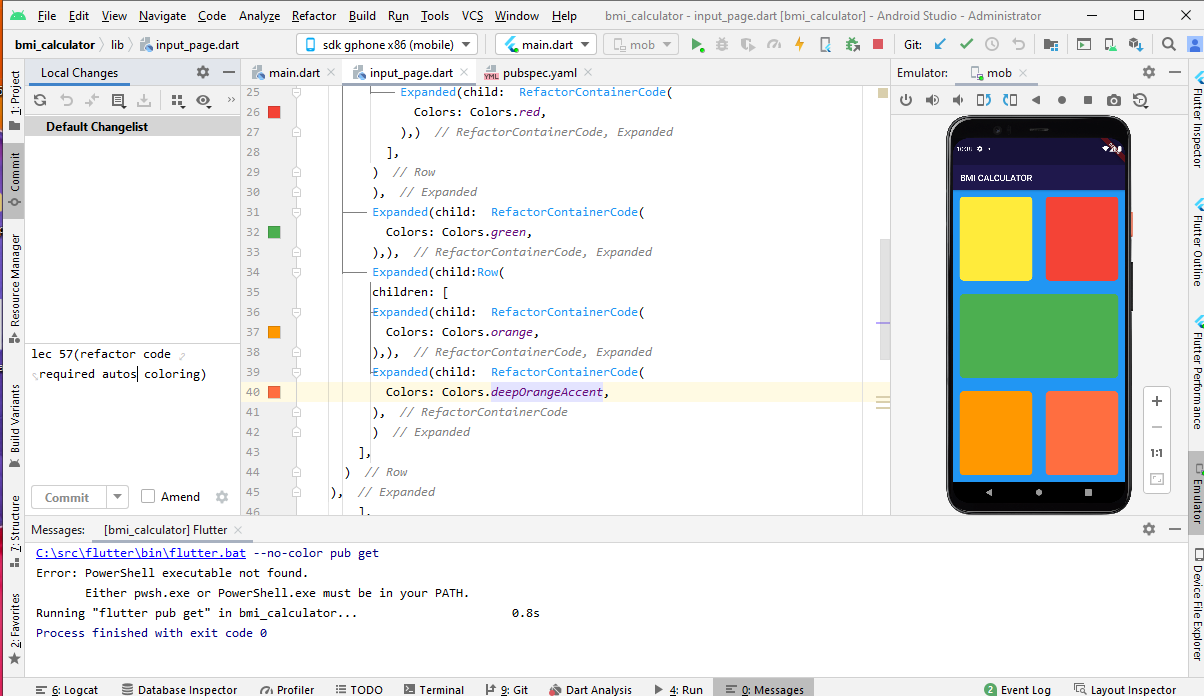 File Edit View Navigate Code Analyze Refactor Build Run Tools VCS Window Help bmi_calculator - input_page.dart [bmi_calculator] - Android Studio - Administrator
bmi_calculator lib input_page.dart sdk gphone x86 (mobile) main.dart mob Git:
Local Changes main.dart input_page.dart pubspec.yaml Emulator: mob
1: Project
Commit
Resource Manager
Build Variants
7: Structure
2: Favorites
Default Changelist
lec 57(refactor code
required autos coloring)
Commit Amend
25 Expanded(child: RefactorContainerCode(
26 Colors: Colors.red,
27 ),) // RefactorContainerCode, Expanded
28 ],
29 ) // Row
30 ), // Expanded
31 Expanded(child: RefactorContainerCode(
32 Colors: Colors.green,
33 ),), // RefactorContainerCode, Expanded
34 Expanded(child:Row(
35 children: [
36 Expanded(child: RefactorContainerCode(
37 Colors: Colors.orange,
38 ),), // RefactorContainerCode, Expanded
39 Expanded(child: RefactorContainerCode(
40 Colors: Colors.deepOrangeAccent,
41 ), // RefactorContainerCode
42 ) // Expanded
43 ],
44 ) // Row
45 ), // Expanded
46 ],
BMI CALCULATOR
1:1
Flutter Inspector
Flutter Outline
Flutter Performance
Emulator
Device File Explorer
Messages: [bmi_calculator] Flutter
C:\src\flutter\bin\flutter.bat --no-color pub get
Error: PowerShell executable not found.
Either pwsh.exe or PowerShell.exe must be in your PATH.
Running "flutter pub get" in bmi_calculator... 0.8s
Process finished with exit code 0
6: Logcat Database Inspector Profiler TODO Terminal 9: Git Dart Analysis 4: Run 0: Messages 2 Event Log Layout Inspector